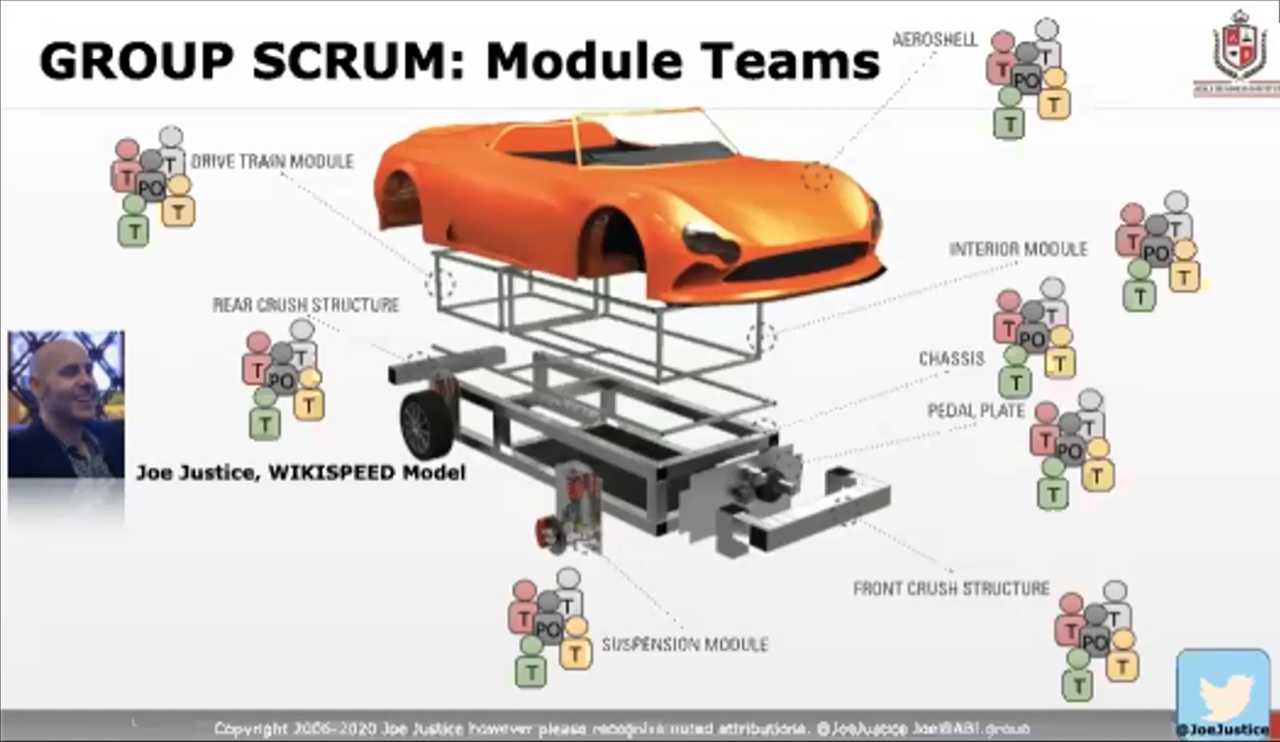 GROUP SCRUM: Module Teams
AEROSHELL
T
T
PO
T
T
DRIVE TRAIN MODULE
T
T
PO
T
T
INTERIOR MODULE
T
T
PO
T
T
REAR CRUSH STRUCTURE
T
T
PO
T
T
CHASSIS
T
T
PO
T
T
PEDAL PLATE
T
T
PO
T
T
Joe Justice, WIKISPEED Model
FRONT CRUSH STRUCTURE
T
T
PO
T
T
SUSPENSION MODULE
T
T
PO
T
T
@JoeJustice
Copyright 2006-2020 Joe Justice however please recognize noted attributions. @JoeJustice Joe@ABI.group